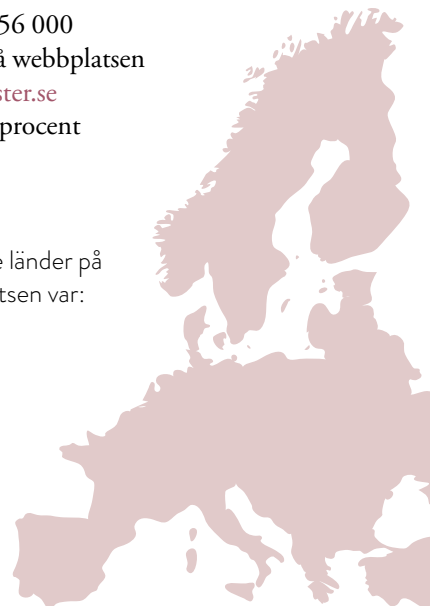 56 000
å webbplatsen
ster.se
procent
e länder på
tsen var: